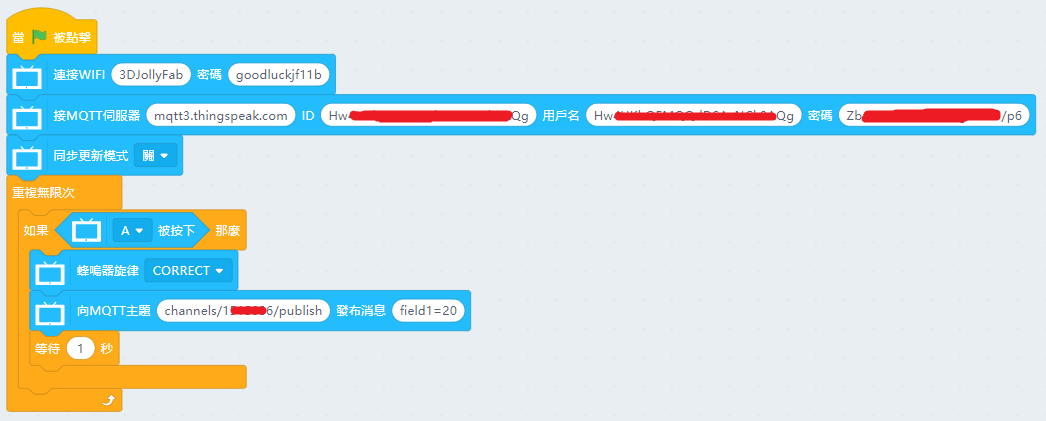 當 被點擊
連接WIFI 3DJollyFab 密碼 goodluckjf11b
接MQTT伺服器 mqtt3.thingspeak.com ID Hw Qg 用戶名 Hw Qg 密碼 Zb /p6
同步更新模式 關
重複無限次
如果 A 被按下 那麼
蜂鳴器旋律 CORRECT
向MQTT主題 channels/1 6/publish 發布消息 field1=20
等待 1 秒